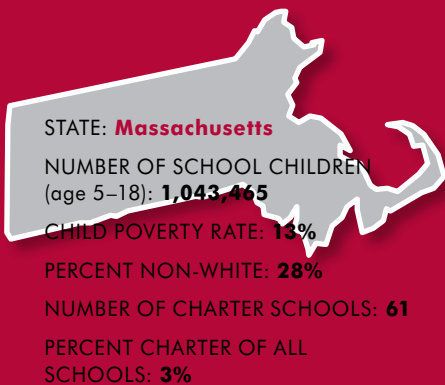 STATE: Massachusetts
NUMBER OF SCHOOL CHILDREN
(age 5–18): 1,043,465
CHILD POVERTY RATE: 13%
PERCENT NON-WHITE: 28%
NUMBER OF CHARTER SCHOOLS: 61
PERCENT CHARTER OF ALL
SCHOOLS: 3%